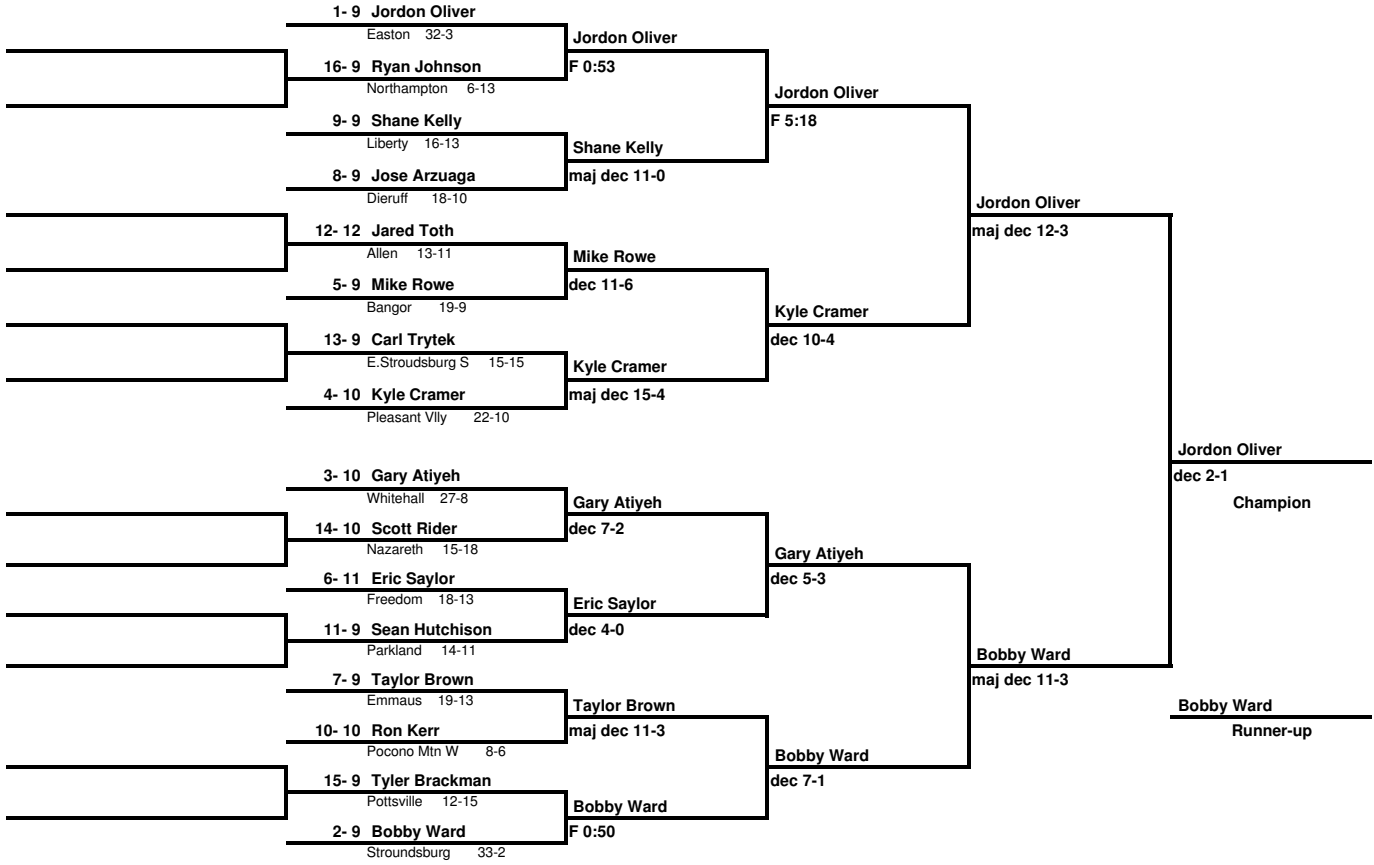 1- 9 Jordon Oliver
Easton 32-3
Jordon Oliver
16- 9 Ryan Johnson
F 0:53
Northampton 6-13
Jordon Oliver
9- 9 Shane Kelly
F 5:18
Liberty 16-13
Shane Kelly
8- 9 Jose Arzuaga
maj dec 11-0
Dieruff 18-10
Jordon Oliver
12- 12 Jared Toth
maj dec 12-3
Allen 13-11
Mike Rowe
5- 9 Mike Rowe
dec 11-6
Bangor 19-9
Kyle Cramer
13- 9 Carl Trytek
dec 10-4
E.Stroudsburg S 15-15
Kyle Cramer
4- 10 Kyle Cramer
maj dec 15-4
Pleasant Vlly 22-10
Jordon Oliver
3- 10 Gary Atiyeh
dec 2-1
Whitehall 27-8
Gary Atiyeh
Champion
14- 10 Scott Rider
dec 7-2
Nazareth 15-18
Gary Atiyeh
6- 11 Eric Saylor
dec 5-3
Freedom 18-13
Eric Saylor
11- 9 Sean Hutchison
dec 4-0
Parkland 14-11
Bobby Ward
7- 9 Taylor Brown
maj dec 11-3
Emmaus 19-13
Taylor Brown
Bobby Ward
10- 10 Ron Kerr
maj dec 11-3
Runner-up
Pocono Mtn W 8-6
Bobby Ward
15- 9 Tyler Brackman
dec 7-1
Pottsville 12-15
Bobby Ward
2- 9 Bobby Ward
F 0:50
Stroundsburg 33-2